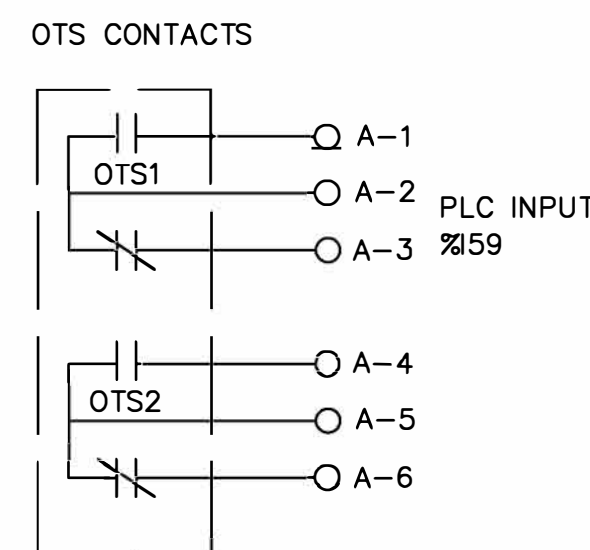 OTS CONTACTS
A-1
OTS1
A-2
PLC INPUT
A-3
%I59
A-4
OTS2
A-5
A-6